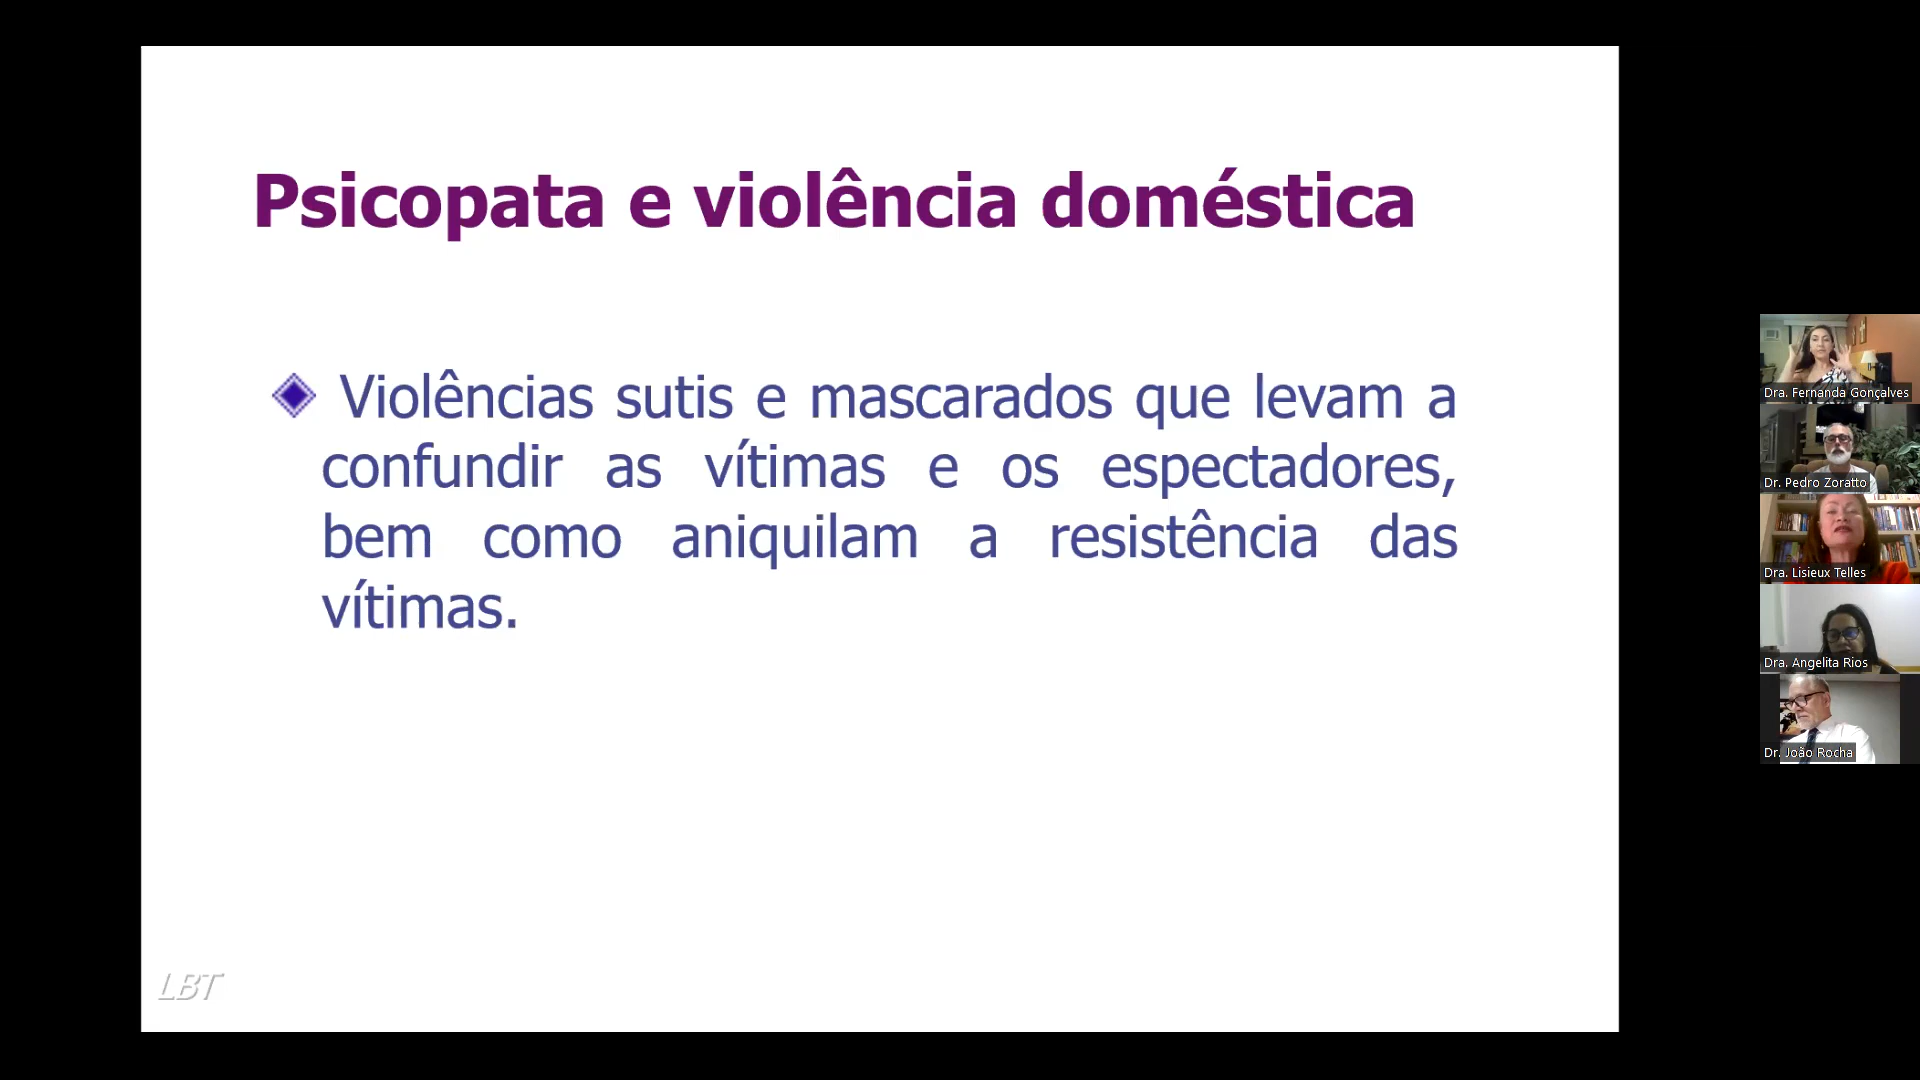 Psicopata e violência doméstica
Violências sutis e mascarados que levam a
confundir as vítimas e os espectadores,
bem como aniquilam a resistência das
vítimas.
LBT
Dra. Fernanda Gonçalves
Dr. Pedro Zoratto
Dra. Lisieux Telles
Dra. Angelita Rios
Dr. João Rocha